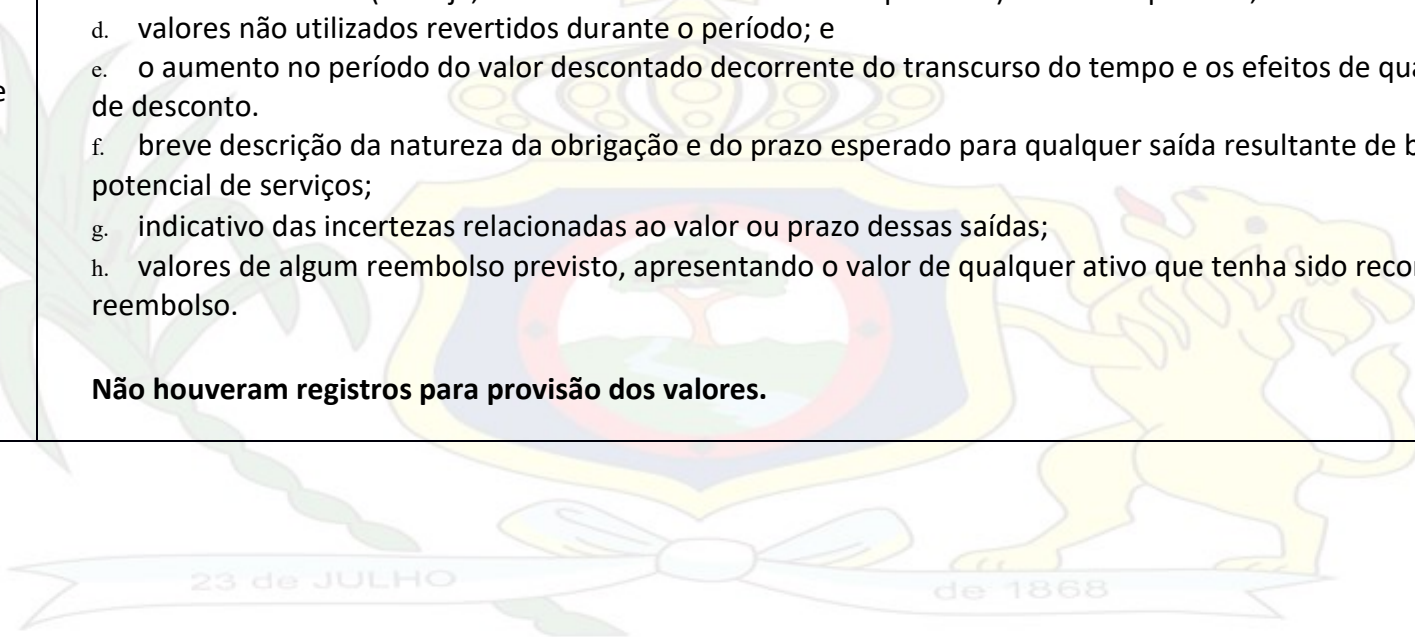 d. valores não utilizados revertidos durante o período; e
e. o aumento no período do valor descontado decorrente do transcurso do tempo e os efeitos de
de desconto.
f. breve descrição da natureza da obrigação e do prazo esperado para qualquer saída resultante de
potencial de serviços;
g. indicativo das incertezas relacionadas ao valor ou prazo dessas saídas;
h. valores de algum reembolso previsto, apresentando o valor de qualquer ativo que tenha sido
reembolso.
Não houveram registros para provisão dos valores.
23 de JULHO de 1868